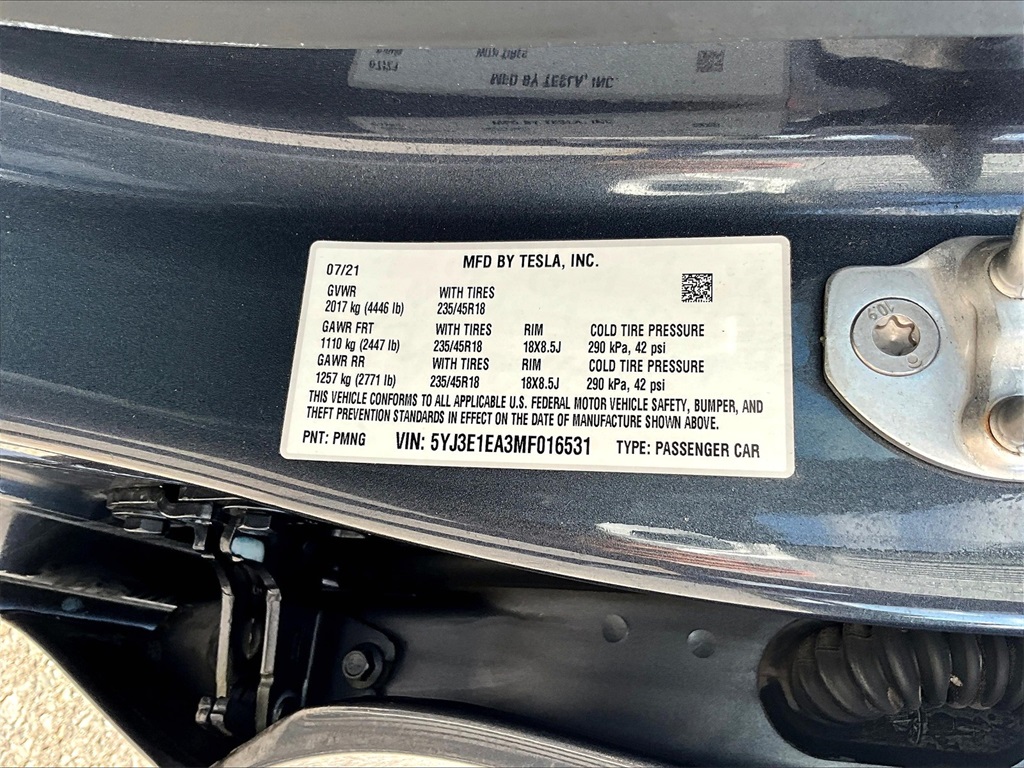 MFD BY TESLA, INC.
07/21
GVWR WITH TIRES
2017 kg (4446 lb) 235/45R18
GAWR FRT WITH TIRES RIM COLD TIRE PRESSURE
1110 kg (2447 lb) 235/45R18 18X8.5J 290 kPa, 42 psi
GAWR RR WITH TIRES RIM COLD TIRE PRESSURE
1257 kg (2771 lb) 235/45R18 18X8.5J 290 kPa, 42 psi
THIS VEHICLE CONFORMS TO ALL APPLICABLE U.S. FEDERAL MOTOR VEHICLE SAFETY, BUMPER, AND
THEFT PREVENTION STANDARDS IN EFFECT ON THE DATE OF MANUFACTURE SHOWN ABOVE.
PNT: PMNG VIN: 5YJ3E1EA3MF016531 TYPE: PASSENGER CAR
10.9